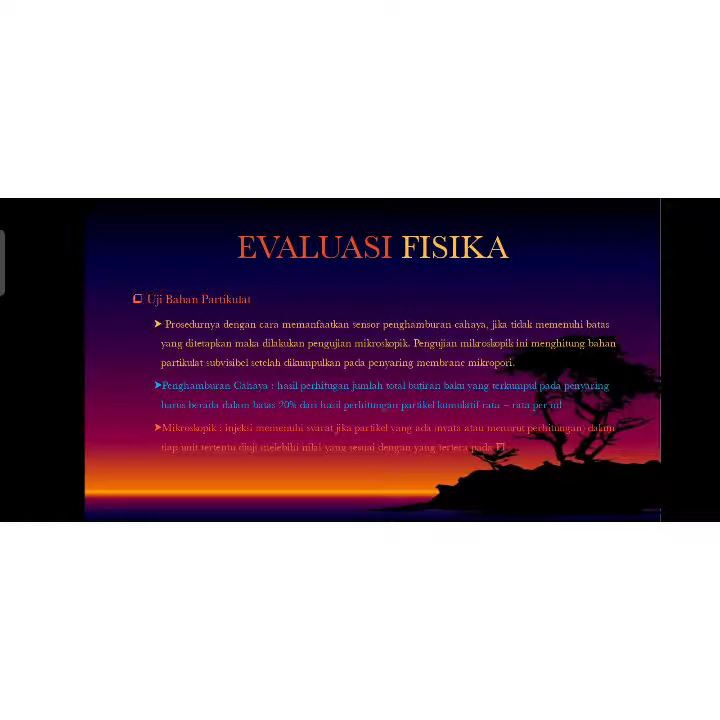 EVALUASI FISIKA
Uji Bahan Partikulat
Prosedurnya dengan cara memanfaatkan sensor penghamburan cahaya, jika tidak memenuhi batas
yang ditetapkan maka dilakukan pengujian mikroskopik. Pengujian mikroskopik ini menghitung bahan
partikulat subvisibel setelah dikumpulkan pada penyaring membrane mikropori.
Penghamburan Cahaya : hasil perhitugan jumlah total butiran baku yang terkumpul pada penyaring
harus berada dalam batas 20% dari hasil perhitungan partikel kumulatif rata – rata per ml
Mikroskopik : injeksi memenuhi syarat jika partikel yang ada (nyata atau menurut perhitungan) dalam
tiap unit tertentu diuji melebihi nilai yang sesuai dengan yang tertera pada FI